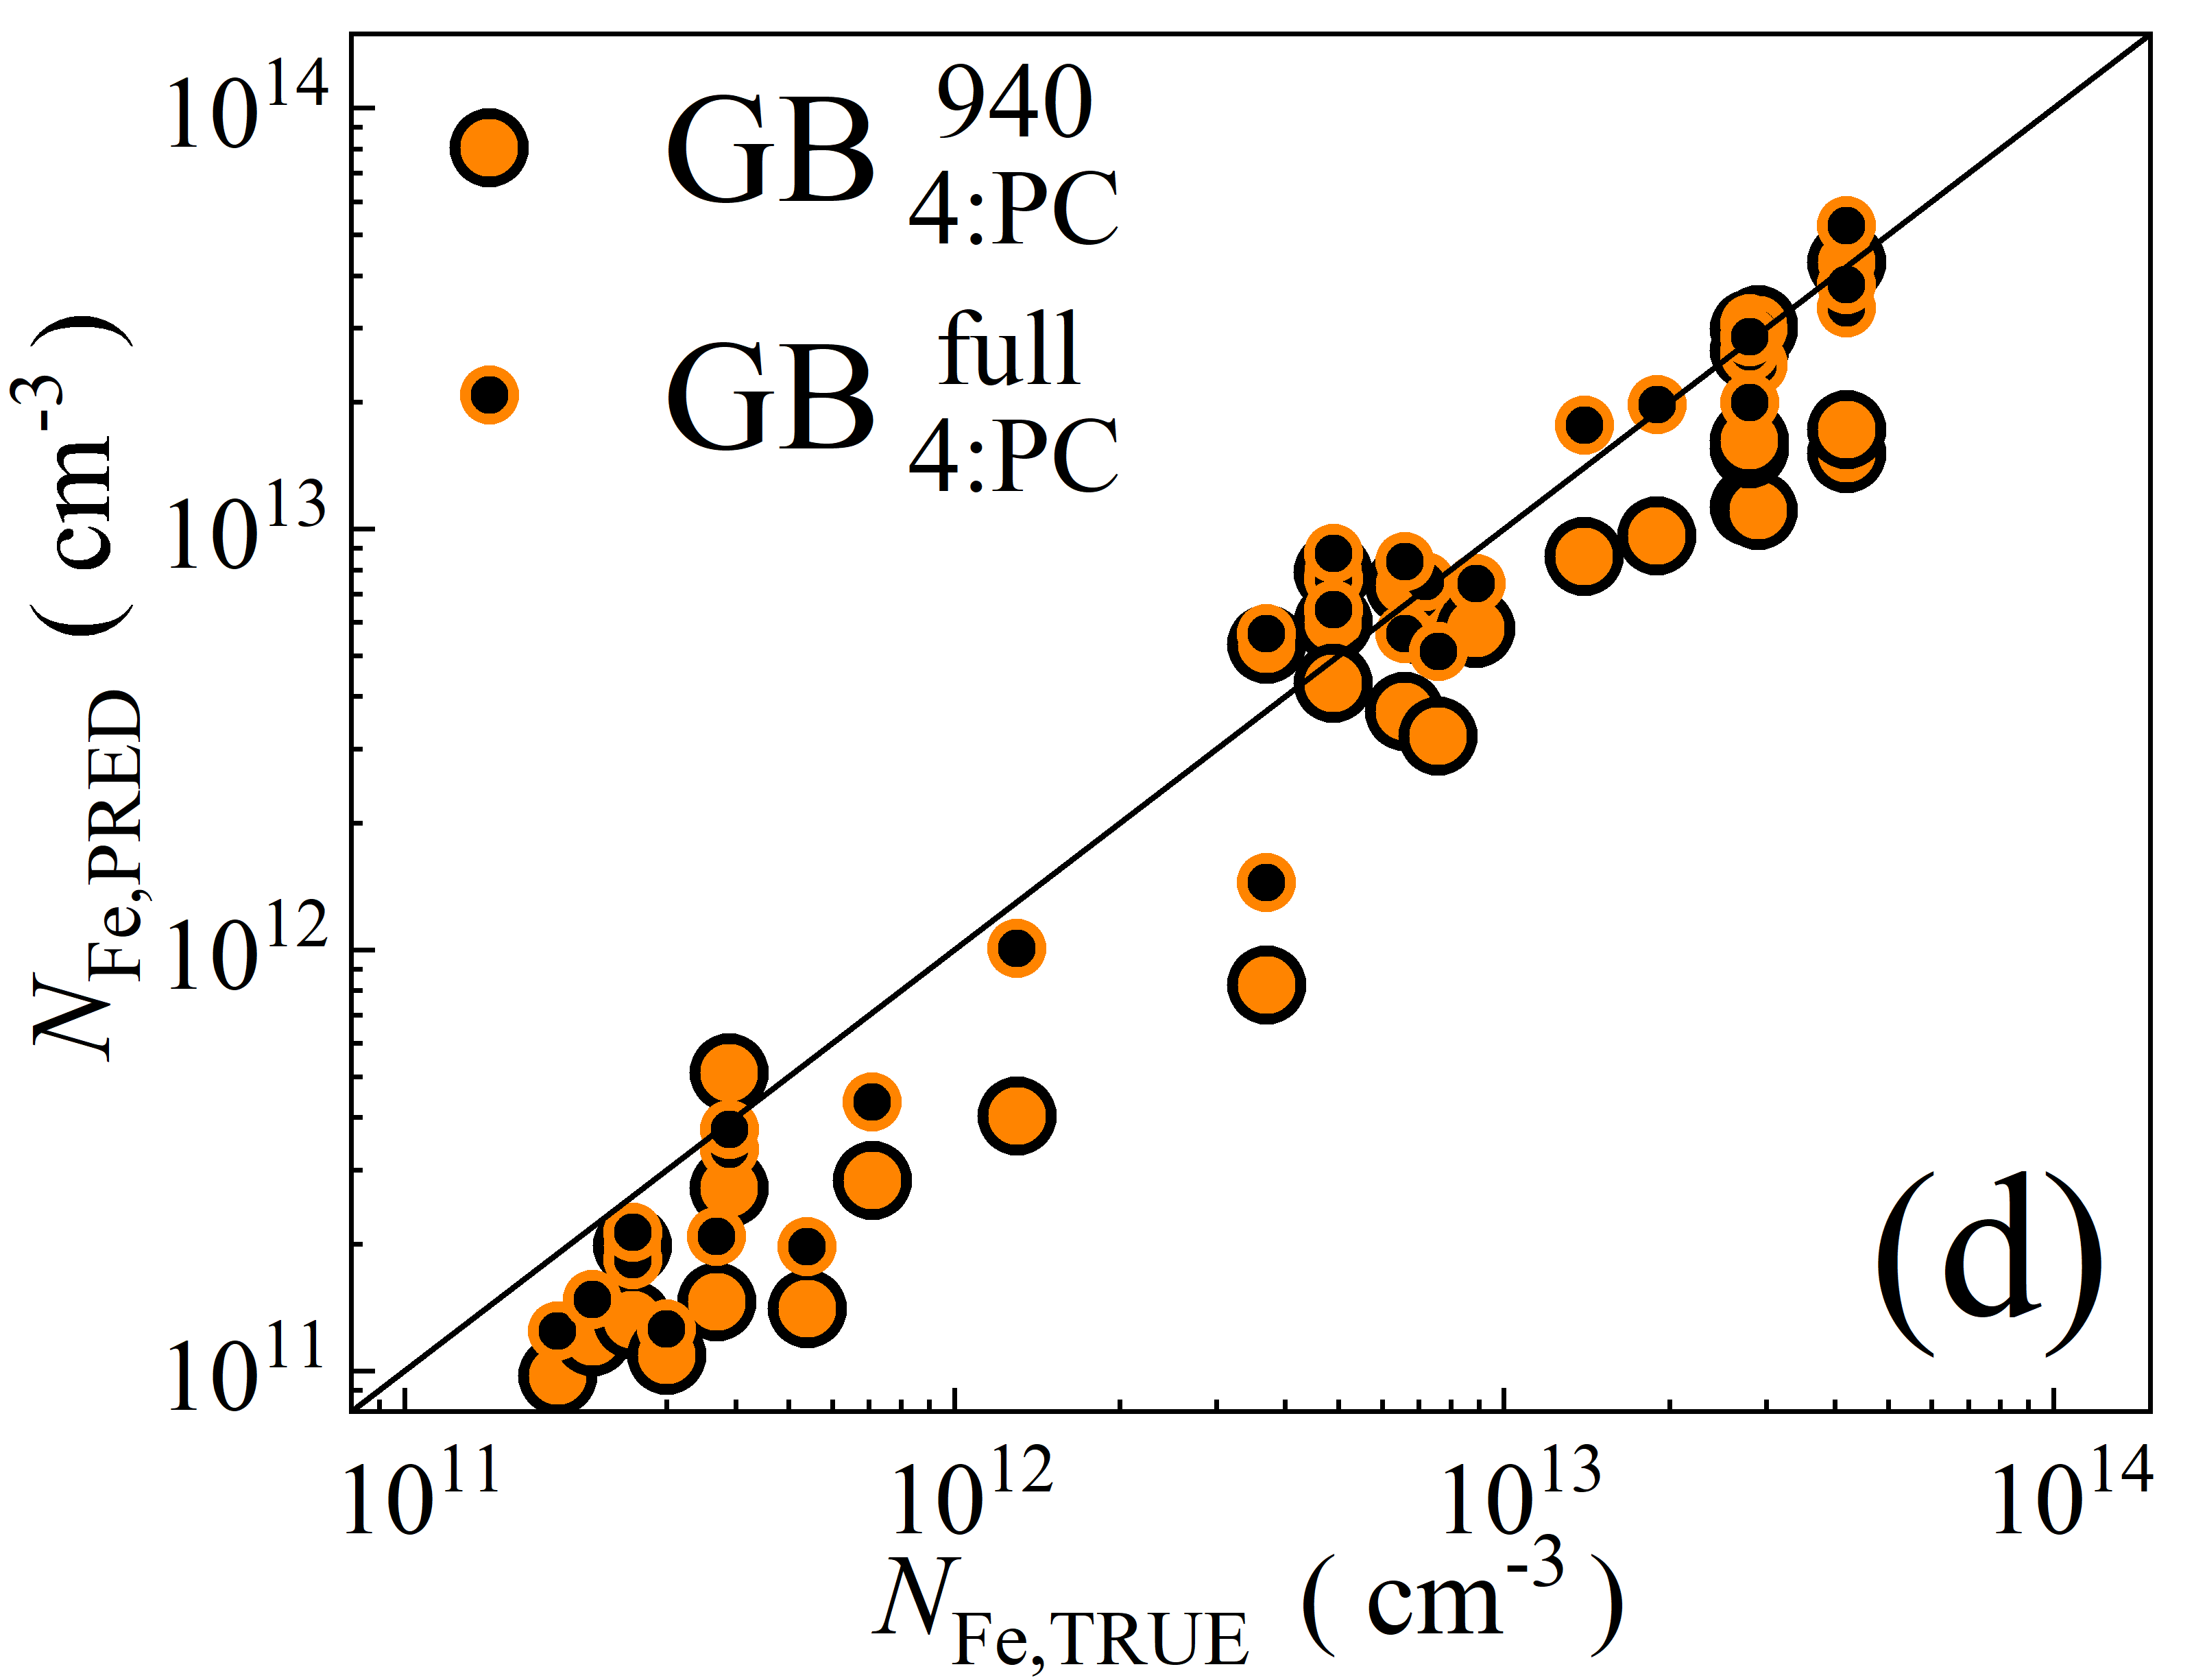 GB 940 4:PC
GB full 4:PC
10^14
10^13
10^12
10^11
N_Fe,PRED ( cm^-3 )
(d)
10^11 10^12 10^13 10^14
N_Fe,TRUE ( cm^-3 )